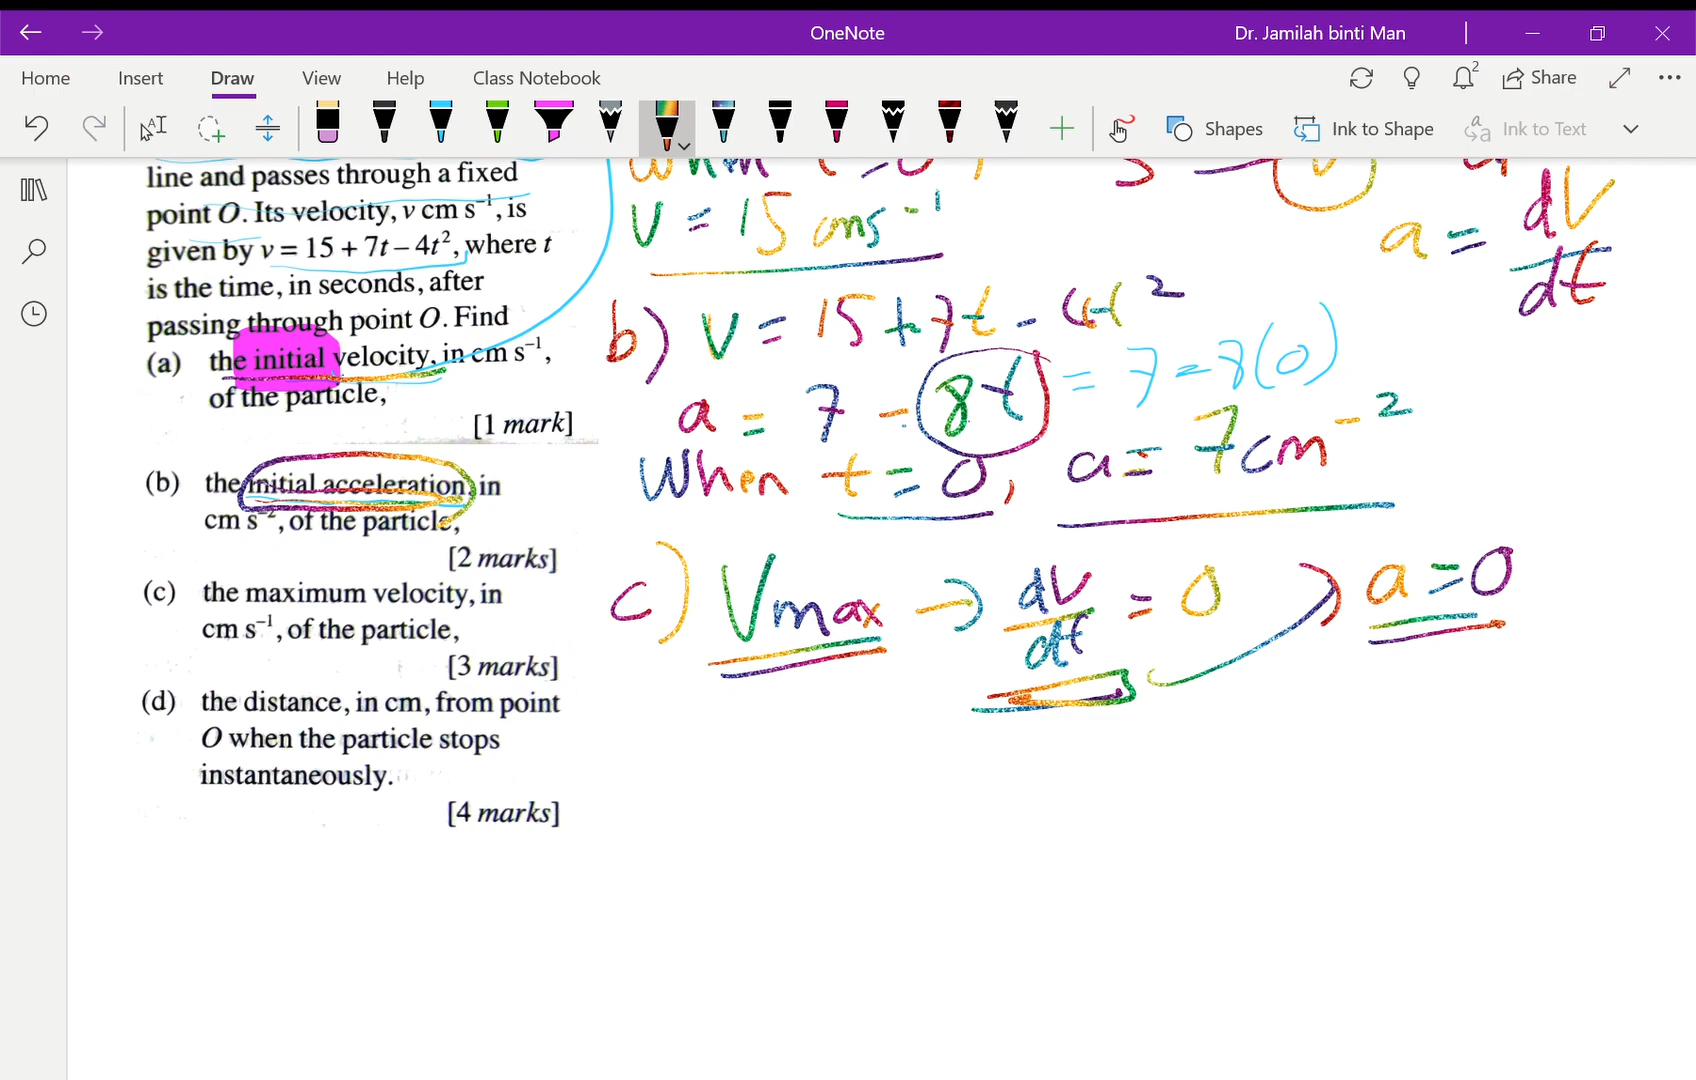 OneNote
Dr. Jamilah binti Man
Home Insert Draw View Help Class Notebook
2 Share
Shapes Ink to Shape Ink to Text
line and passes through a fixed
point O. Its velocity, v cm s⁻¹, is
given by v = 15 + 7t – 4t², where t
is the time, in seconds, after
passing through point O. Find
(a) the initial velocity, in cm s⁻¹,
of the particle,
[1 mark]
(b) the initial acceleration, in
cm s⁻², of the particle,
[2 marks]
(c) the maximum velocity, in
cm s⁻¹, of the particle,
[3 marks]
(d) the distance, in cm, from point
O when the particle stops
instantaneously.
[4 marks]
When t = 0,
V = 15 cms⁻¹
a = dV/dt
b) V = 15 + 7t - 4t²
a = 7 - 8t = 7 - 8(0)
When t = 0, a = 7cm⁻²
c) Vmax → dV/dt = 0 , a = 0